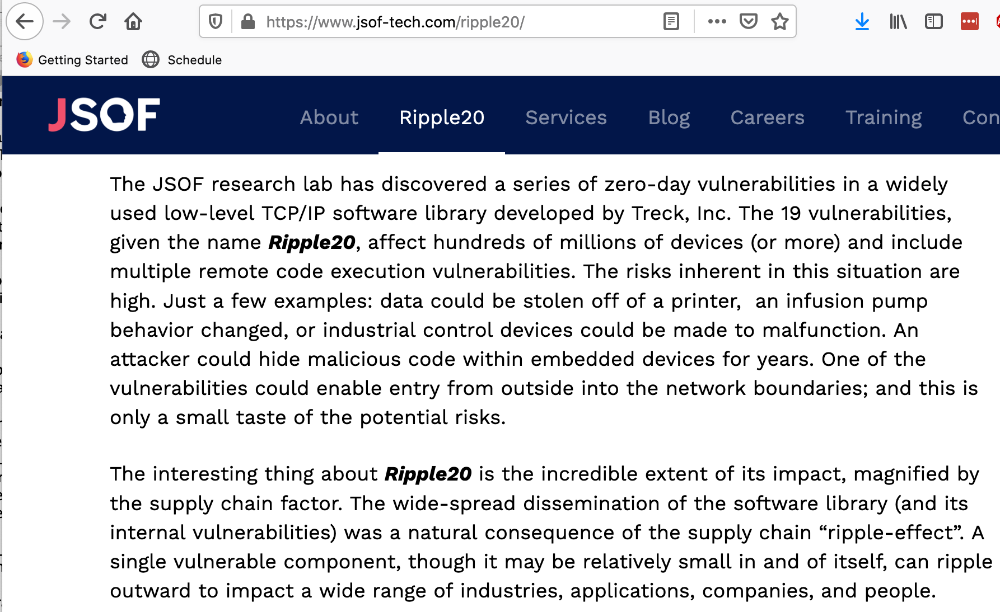 https://www.jsof-tech.com/ripple20/
Getting Started Schedule
JSOF About Ripple20 Services Blog Careers Training Con
The JSOF research lab has discovered a series of zero-day vulnerabilities in a widely
used low-level TCP/IP software library developed by Treck, Inc. The 19 vulnerabilities,
given the name Ripple20, affect hundreds of millions of devices (or more) and include
multiple remote code execution vulnerabilities. The risks inherent in this situation are
high. Just a few examples: data could be stolen off of a printer,  an infusion pump
behavior changed, or industrial control devices could be made to malfunction. An
attacker could hide malicious code within embedded devices for years. One of the
vulnerabilities could enable entry from outside into the network boundaries; and this is
only a small taste of the potential risks.
The interesting thing about Ripple20 is the incredible extent of its impact, magnified by
the supply chain factor. The wide-spread dissemination of the software library (and its
internal vulnerabilities) was a natural consequence of the supply chain “ripple-effect”. A
single vulnerable component, though it may be relatively small in and of itself, can ripple
outward to impact a wide range of industries, applications, companies, and people.